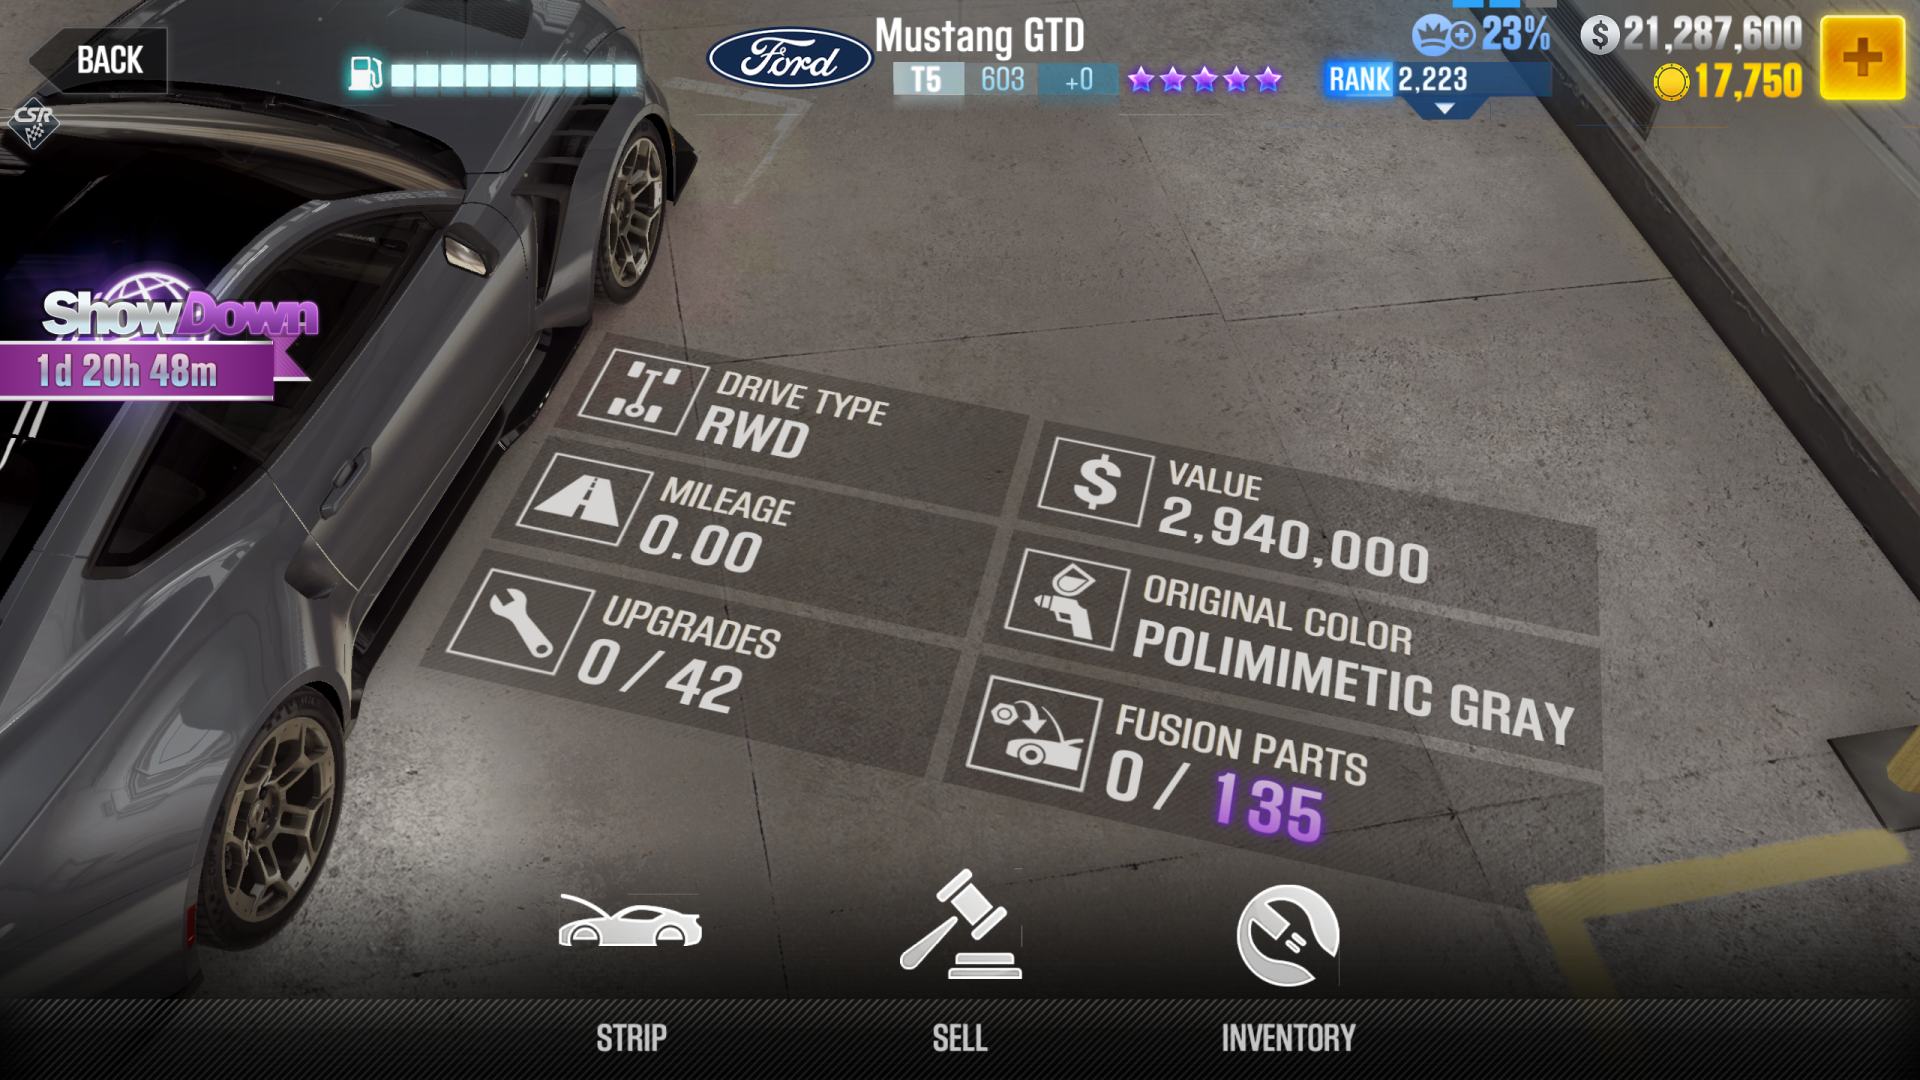 BACK
Ford
Mustang GTD
T5 603 +0
23%
RANK 2,223
21,287,600
17,750
CSR
ShowDown
1d 20h 48m
DRIVE TYPE
RWD
MILEAGE
0.00
UPGRADES
0 / 42
VALUE
2,940,000
ORIGINAL COLOR
POLIMIMETIC GRAY
FUSION PARTS
0 / 135
STRIP
SELL
INVENTORY